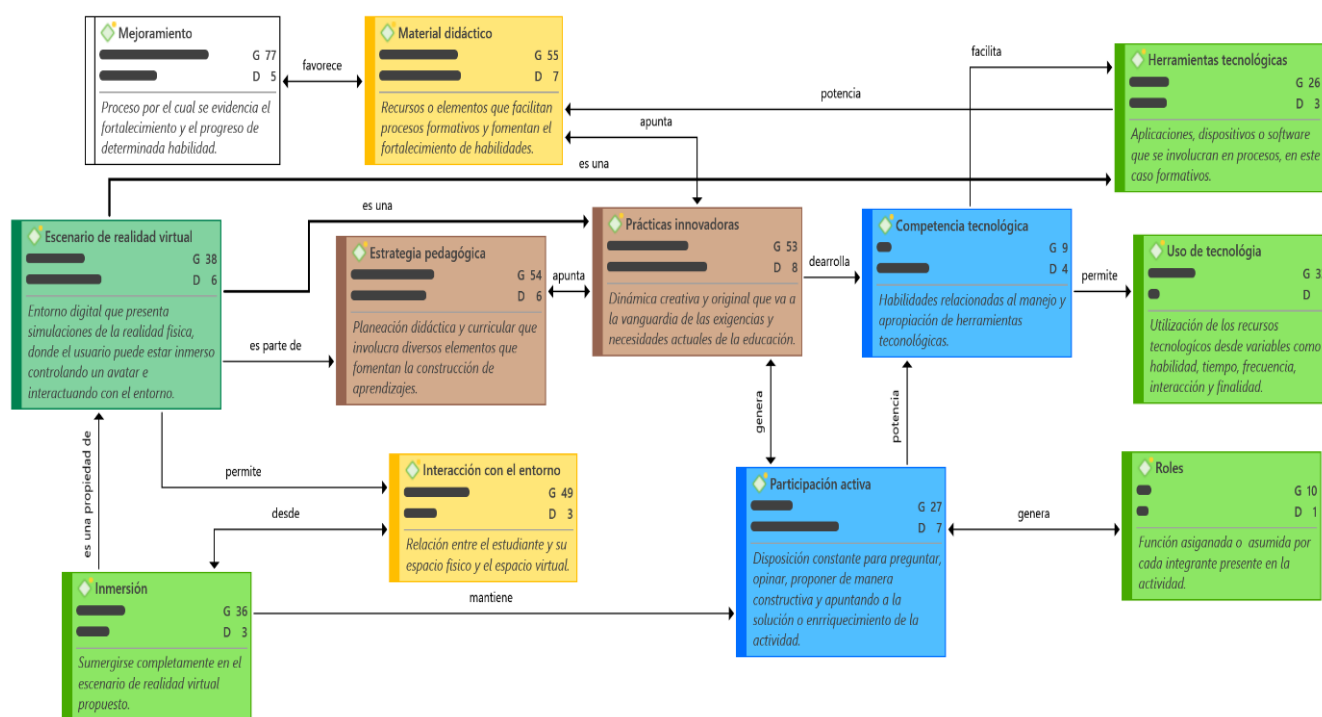 Mejoramiento
G 77
D 5
Proceso por el cual se evidencia el
fortalecimiento y el progreso de
determinada habilidad.
favorece
Material didáctico
G 55
D 7
Recursos o elementos que facilitan
procesos formativos y fomentan el
fortalecimiento de habilidades.
facilita
potencia
apunta
es una
Herramientas tecnológicas
G 26
D 3
Aplicaciones, dispositivos o software
que se involucran en procesos, en este
caso formativos.
Escenario de realidad virtual
G 38
D 6
Entorno digital que presenta
simulaciones de la realidad física,
donde el usuario puede estar inmerso
controlando un avatar e
interactuando con el entorno.
es una
es parte de
Estrategia pedagógica
G 54
D 6
Planeación didáctica y curricular que
involucra diversos elementos que
fomentan la construcción de
aprendizajes.
apunta
Prácticas innovadoras
G 53
D 8
Dinámica creativa y original que va a
la vanguardia de las exigencias y
necesidades actuales de la educación.
dearrolla
Competencia tecnológica
G 9
D 4
Habilidades relacionadas al manejo y
apropiación de herramientas
teconológicas.
permite
Uso de tecnológia
G 3
D
Utilización de los recursos
tecnologicos desde variables como
habilidad, tiempo, frecuencia,
interacción y finalidad.
es una propiedad de
permite
desde
Interacción con el entorno
G 49
D 3
Relación entre el estudiante y su
espacio físico y el espacio virtual.
genera
potencia
Participación activa
G 27
D 7
Disposición constante para preguntar,
opinar, proponer de manera
constructiva y apuntando a la
solución o enrriquecimiento de la
actividad.
genera
Roles
G 10
D 1
Función asiganada o asumida por
cada integrante presente en la
actividad.
Inmersión
G 36
D 3
Sumergirse completamente en el
escenario de realidad virtual
propuesto.
mantiene